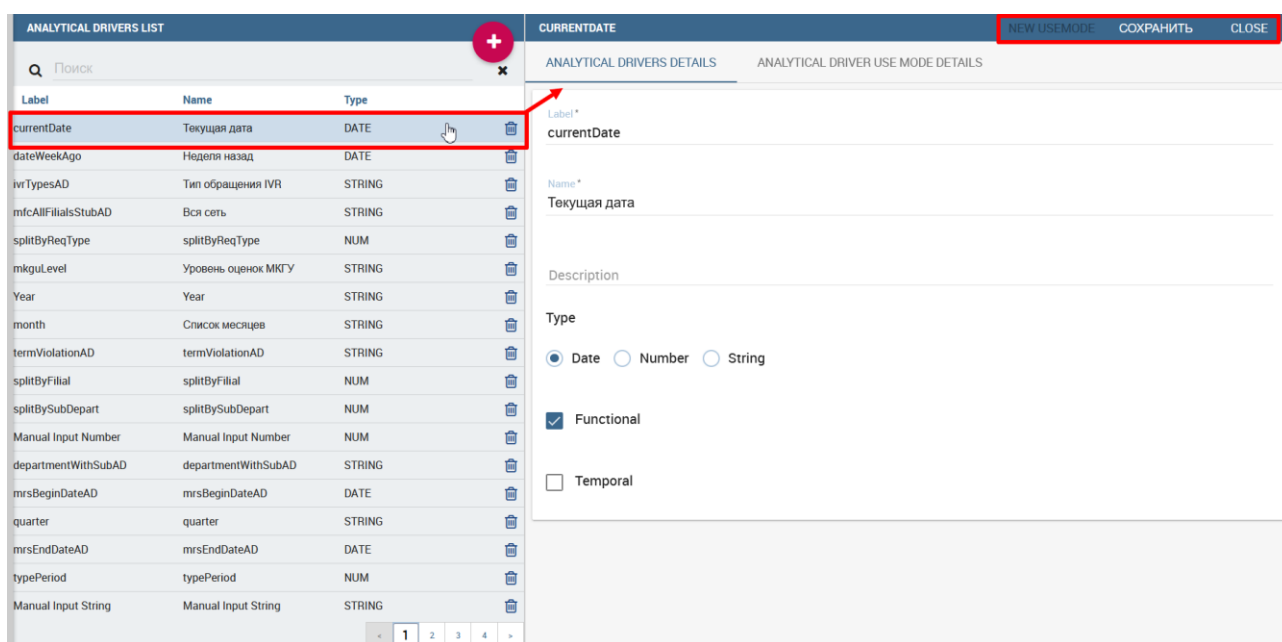 ANALYTICAL DRIVERS LIST
Поиск
Label Name Type
currentDate Текущая дата DATE
dateWeekAgo Неделя назад DATE
ivrTypesAD Тип обращения IVR STRING
mfcAllFilialsStubAD Вся сеть STRING
splitByReqType splitByReqType NUM
mkguLevel Уровень оценок МКГУ STRING
Year Year STRING
month Список месяцев STRING
termViolationAD termViolationAD STRING
splitByFilial splitByFilial NUM
splitBySubDepart splitBySubDepart NUM
Manual Input Number Manual Input Number NUM
departmentWithSubAD departmentWithSubAD STRING
mrsBeginDateAD mrsBeginDateAD DATE
quarter quarter STRING
mrsEndDateAD mrsEndDateAD DATE
typePeriod typePeriod NUM
Manual Input String Manual Input String STRING
< 1 2 3 4 >
CURRENTDATE NEW USEMODE СОХРАНИТЬ CLOSE
ANALYTICAL DRIVERS DETAILS ANALYTICAL DRIVER USE MODE DETAILS
Label *
currentDate
Name *
Текущая дата
Description
Type
Date Number String
Functional
Temporal